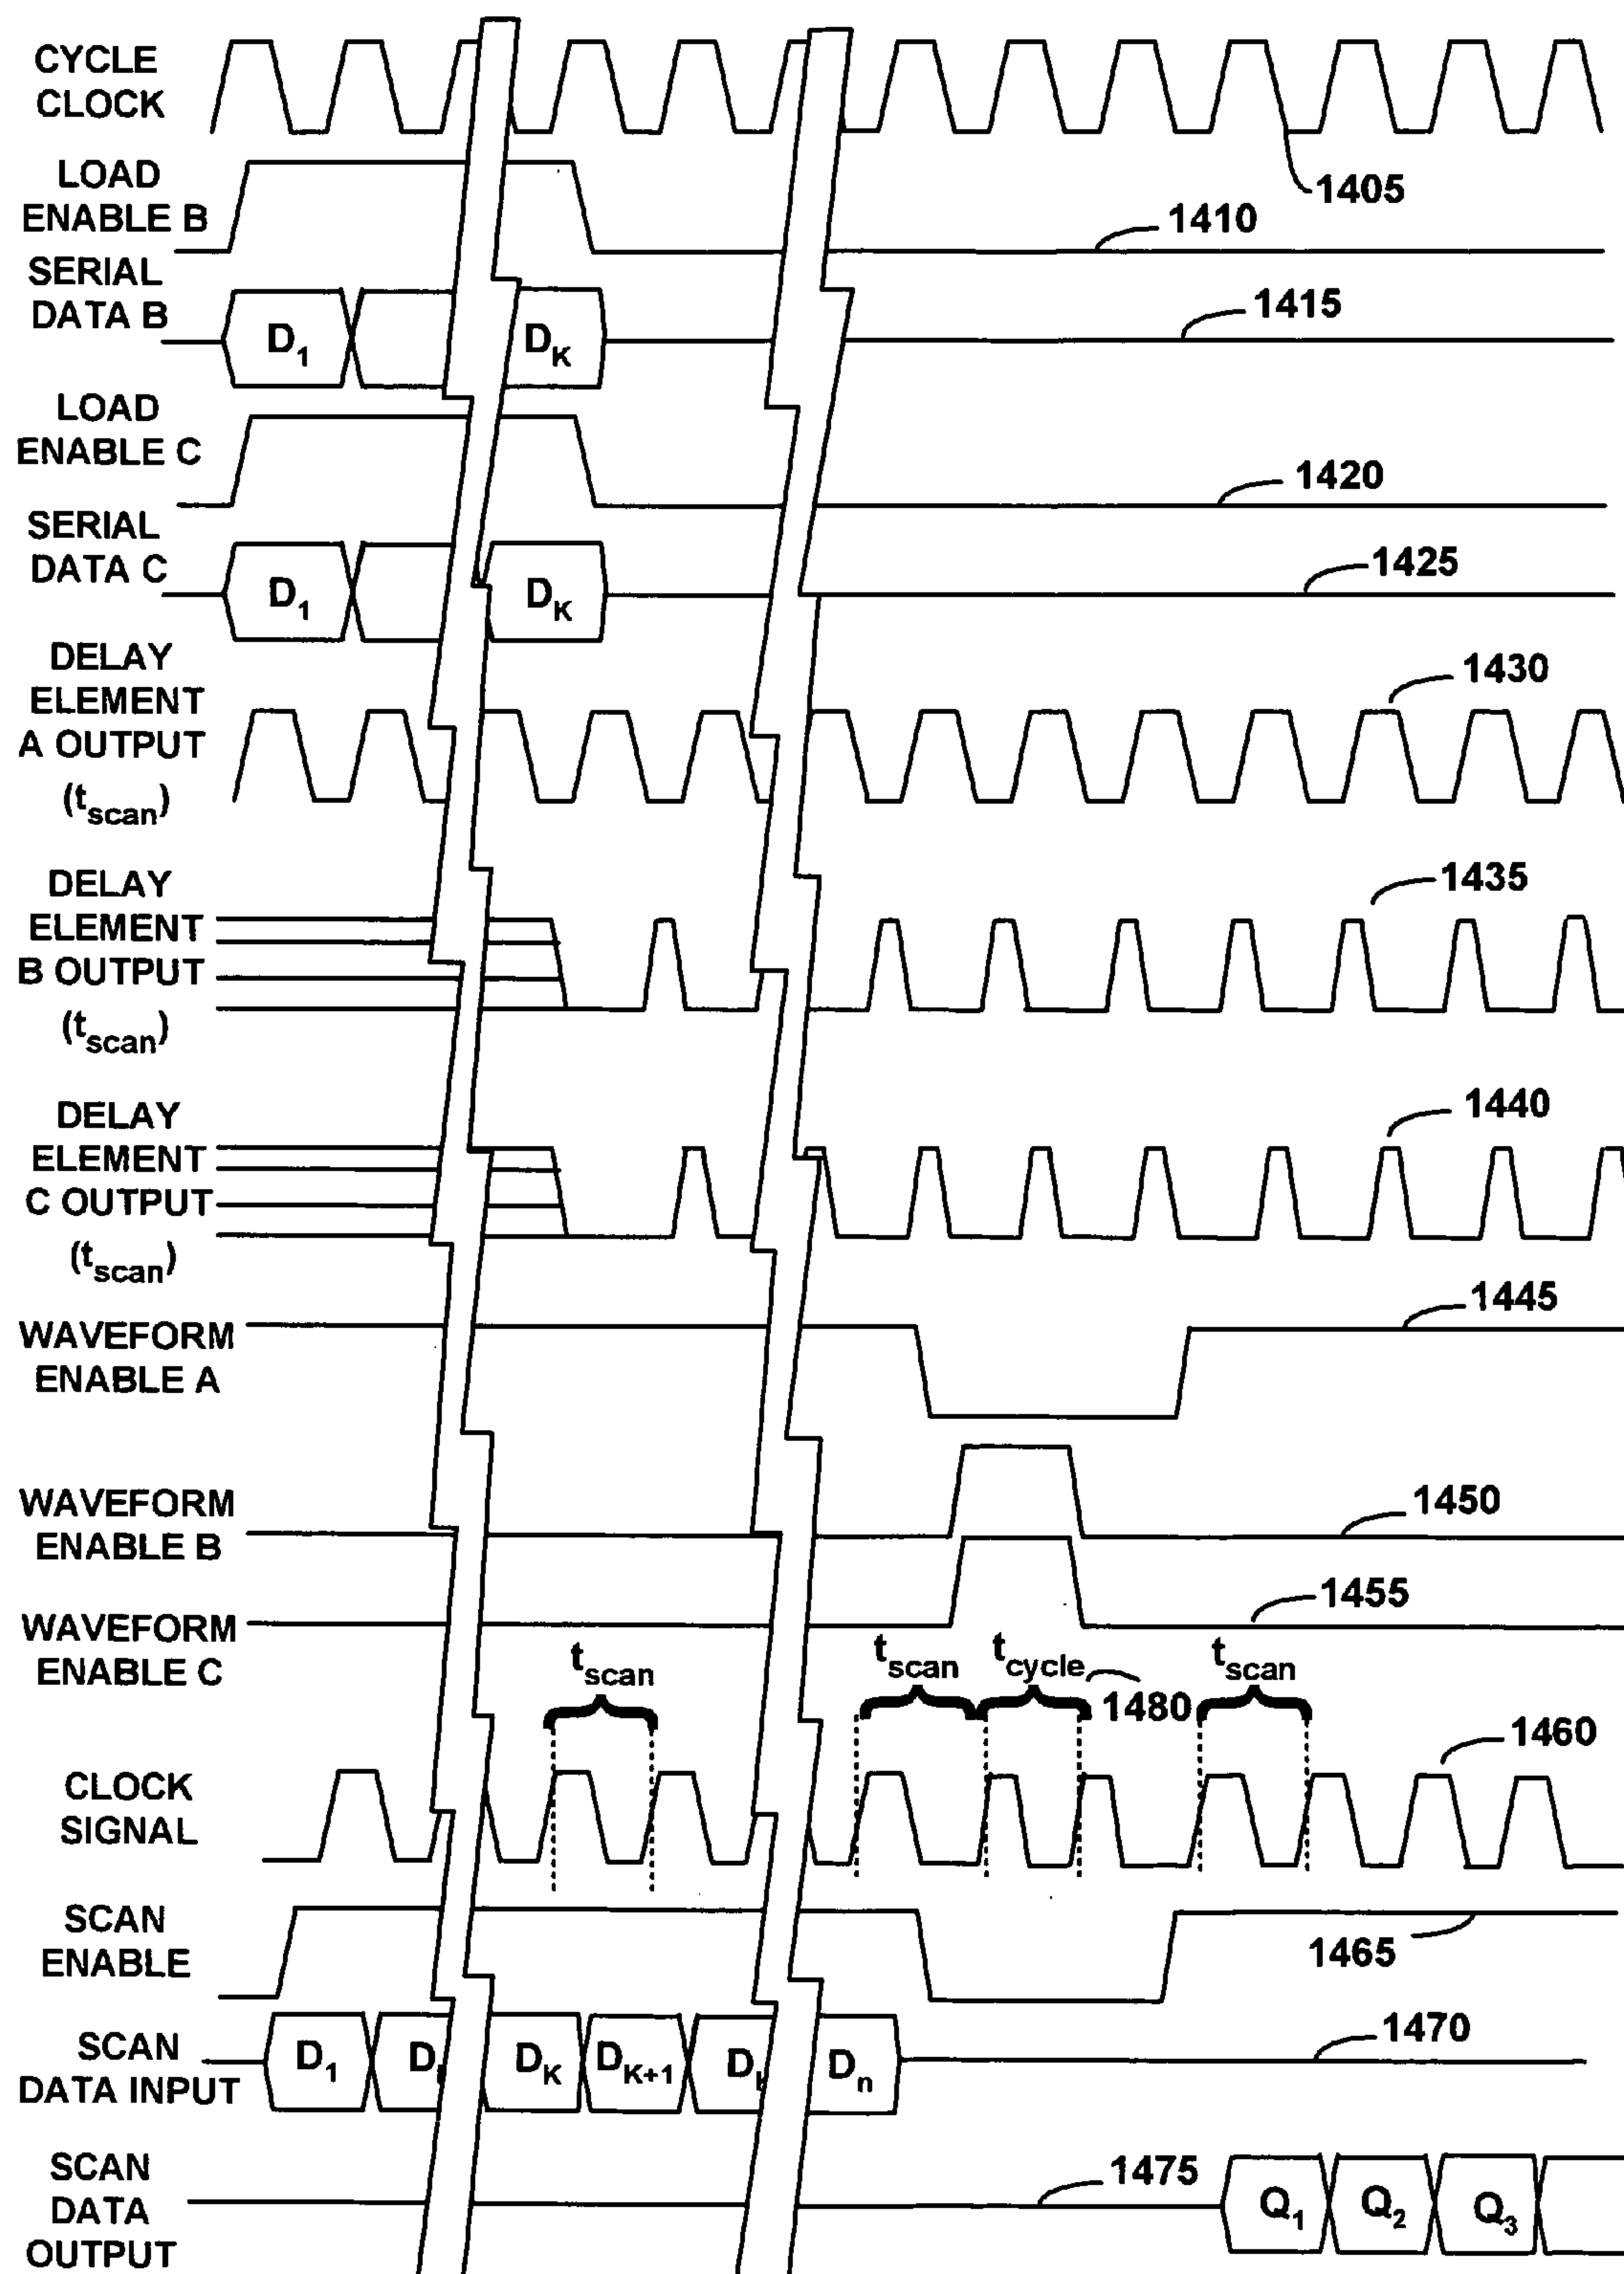 CYCLE
CLOCK
1405
LOAD
ENABLE B
1410
SERIAL
DATA B
D1
DK
1415
LOAD
ENABLE C
1420
SERIAL
DATA C
D1
DK
1425
DELAY
ELEMENT
A OUTPUT
(tscan)
1430
DELAY
ELEMENT
B OUTPUT
(tscan)
1435
DELAY
ELEMENT
C OUTPUT
(tscan)
1440
WAVEFORM
ENABLE A
1445
WAVEFORM
ENABLE B
1450
WAVEFORM
ENABLE C
1455
tscan
tscan
tcycle
1480
tscan
CLOCK
SIGNAL
1460
SCAN
ENABLE
1465
SCAN
DATA INPUT
D1
D
DK
DK+1
D
Dn
1470
SCAN
DATA
OUTPUT
1475
Q1
Q2
Q3